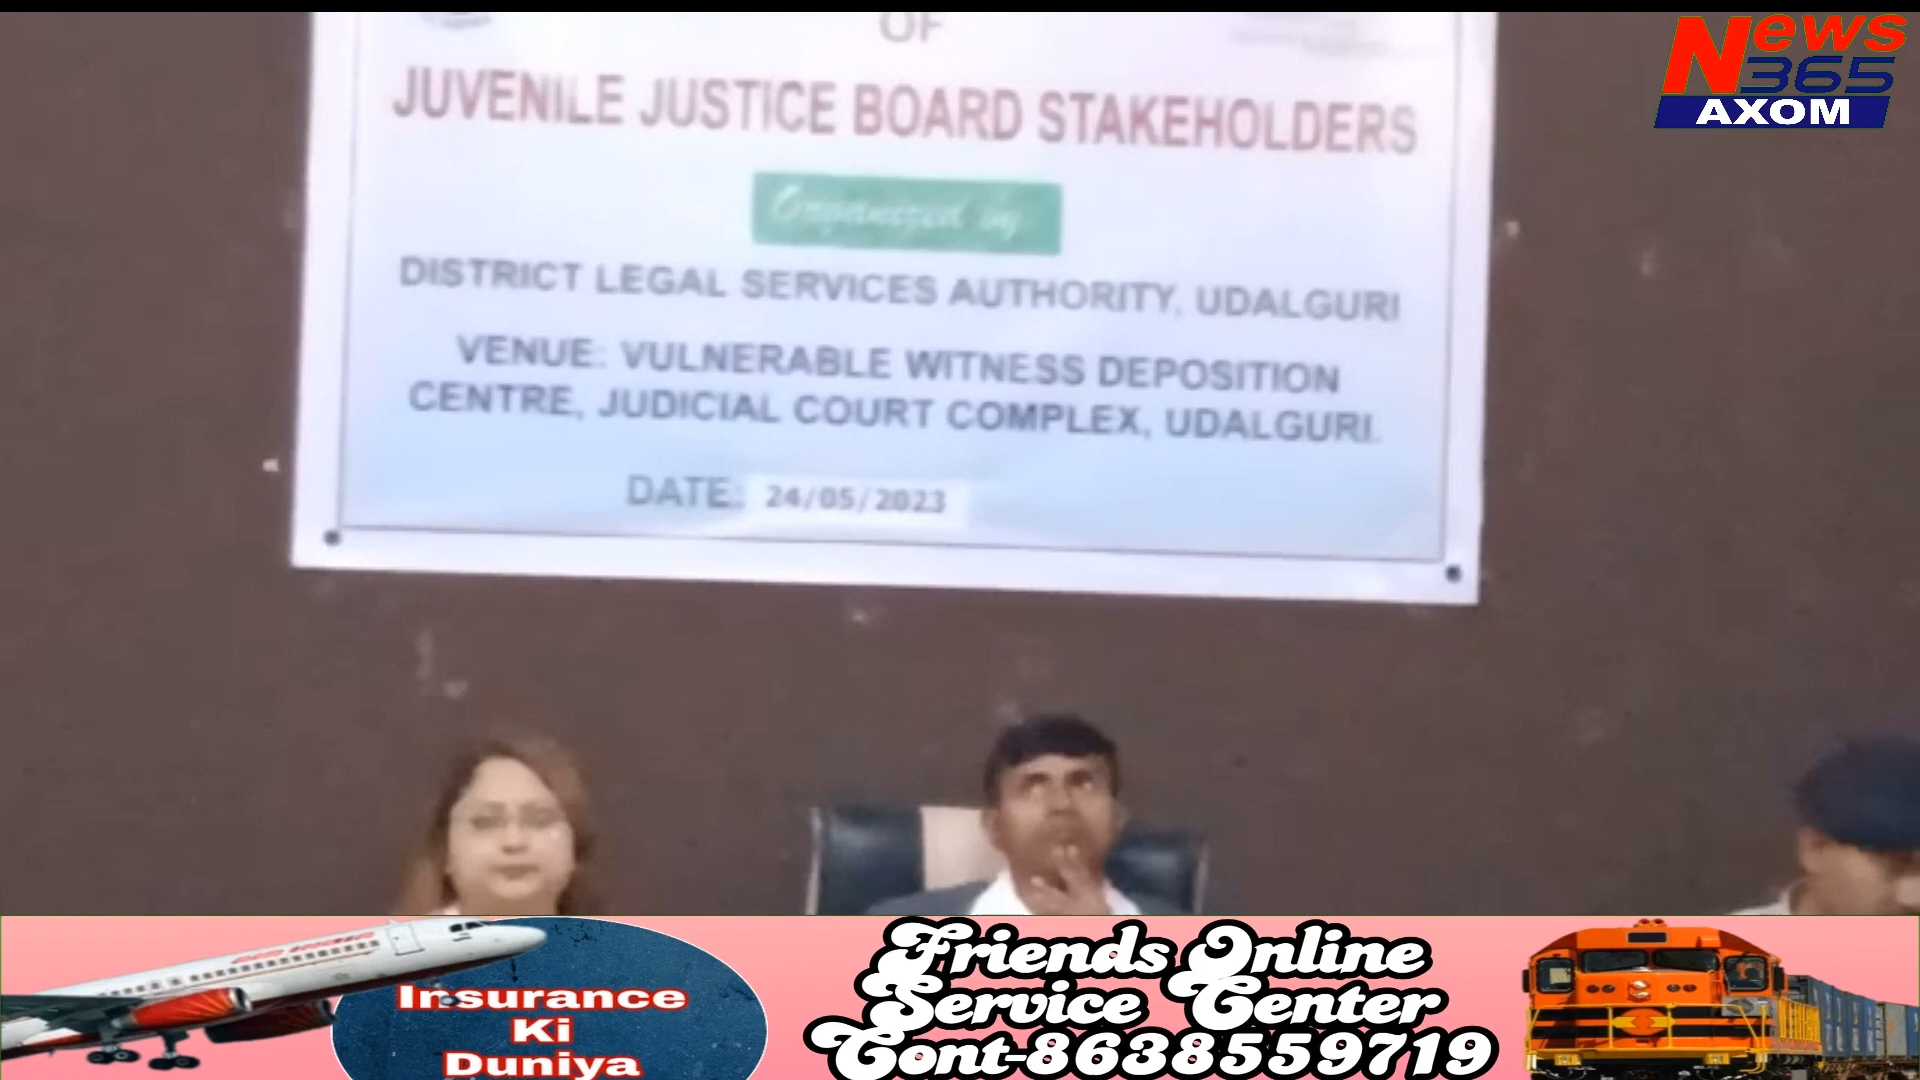 News
365
AXOM
OF
JUVENILE JUSTICE BOARD STAKEHOLDERS
Organized by
DISTRICT LEGAL SERVICES AUTHORITY, UDALGURI
VENUE: VULNERABLE WITNESS DEPOSITION
CENTRE, JUDICIAL COURT COMPLEX, UDALGURI.
DATE: 24/05/2023
Insurance
Ki
Duniya
Friends Online
Service Center
Cont-8638559719